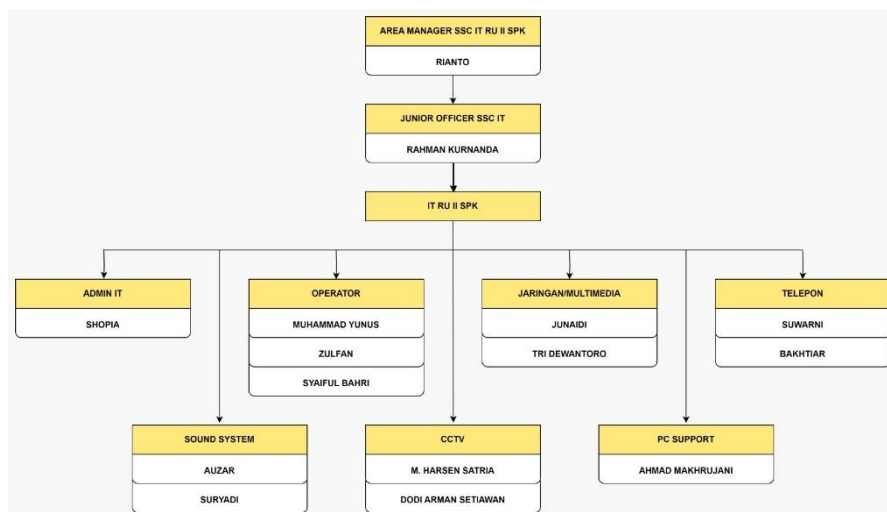 AREA MANAGER SSC IT RU II SPK
RIANTO
JUNIOR OFFICER SSC IT
RAHMAN KURNANDA
IT RU II SPK
ADMIN IT
SHOPIA
OPERATOR
MUHAMMAD YUNUS
ZULFAN
SYAIFUL BAHRI
JARINGAN/MULTIMEDIA
JUNAIDI
TRI DEWANTORO
TELEPON
SUWARNI
BAKHTIAR
SOUND SYSTEM
AUZAR
SURYADI
CCTV
M. HARSEN SATRIA
DODI ARMAN SETIAWAN
PC SUPPORT
AHMAD MAKHRUJANI